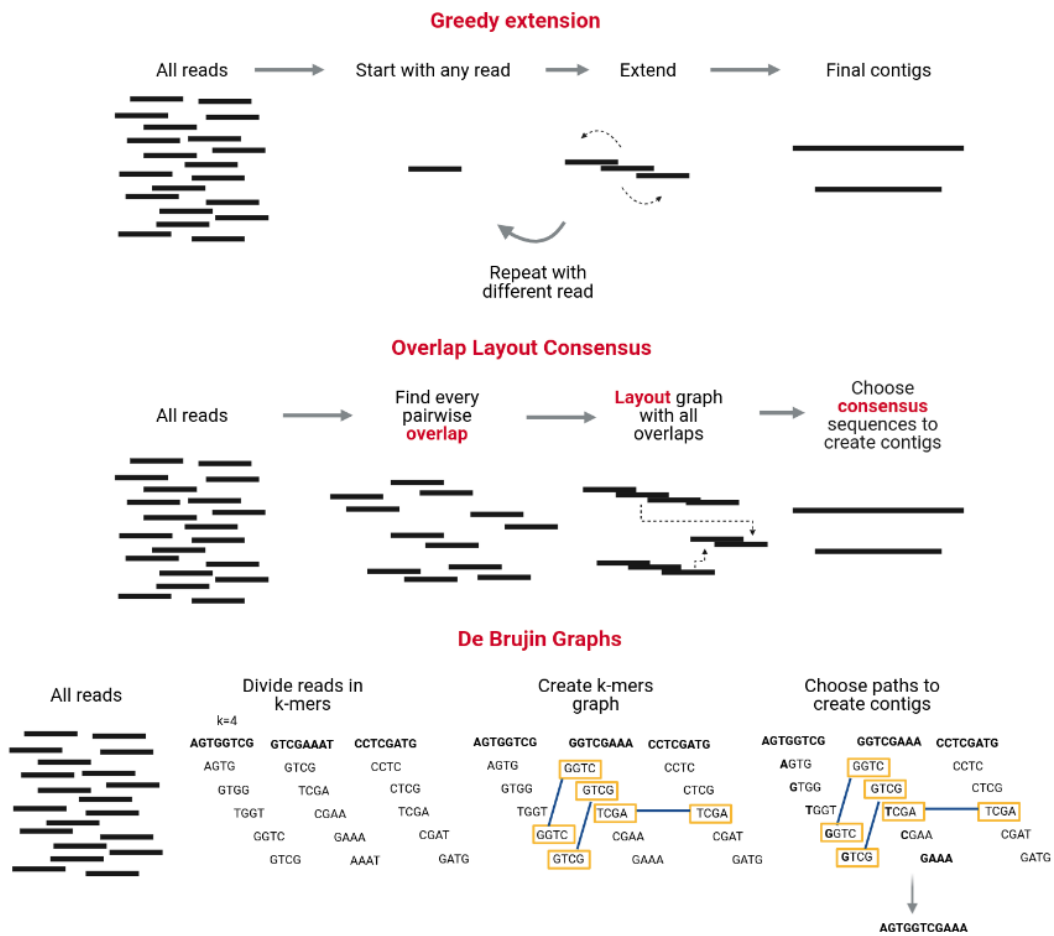 Greedy extension
All reads
Start with any read
Extend
Final contigs
Repeat with
different read
Overlap Layout Consensus
All reads
Find every
pairwise
overlap
Layout graph
with all
overlaps
Choose
consensus
sequences to
create contigs
De Brujin Graphs
All reads
Divide reads in
k-mers
k=4
AGTGGTCG GTCGAAAT CCTCGATG
AGTG GTCG CCTC
GTGG TCGA CTCG
TGGT CGAA TCGA
GGTC GAAA CGAT
GTCG AAAT GATG
Create k-mers
graph
AGTGGTCG GGTCGAAA CCTCGATG
AGTG GGTC CCTC
GTGG GTCG CTCG
TGGT TCGA TCGA
GGTC CGAA CGAT
GTCG GAAA GATG
Choose paths to
create contigs
AGTGGTCG GGTCGAAA CCTCGATG
AGTG GGTC CCTC
GTGG GTCG CTCG
TGGT TCGA TCGA
GGTC CGAA CGAT
GTCG GAAA GATG
AGTGGTCGAAA